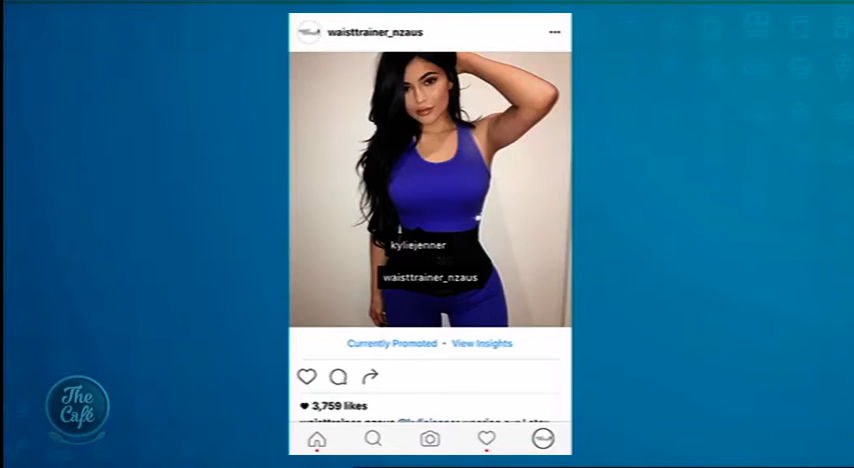 waisttrainer_nzaus
kyliejenner
waisttrainer_nzaus
Currently Promoted • View Insights
3,759 likes
The
Café